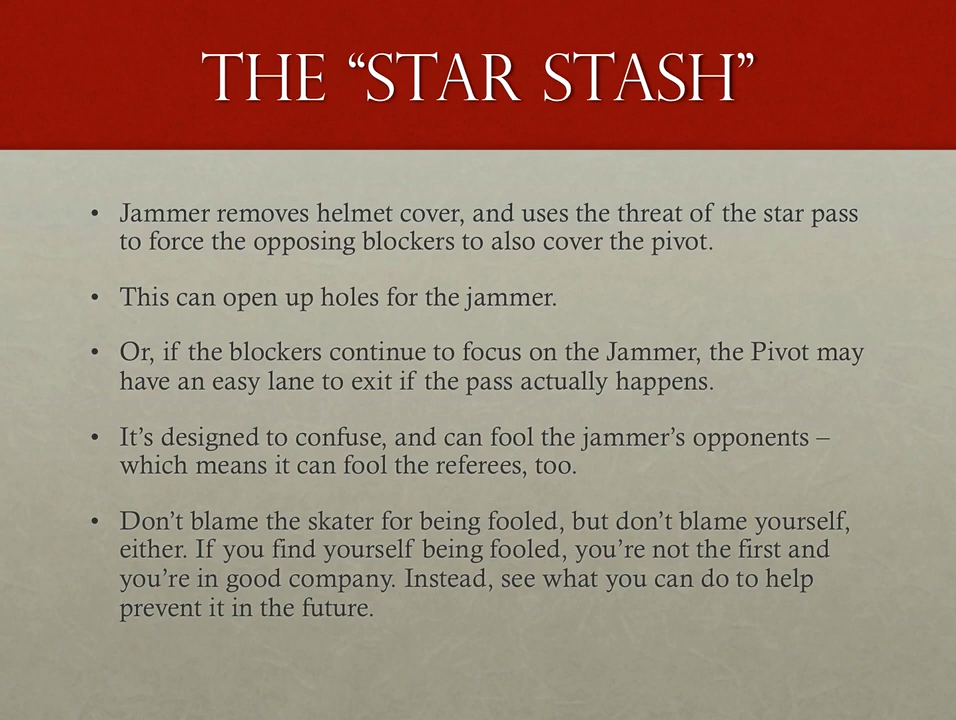 THE “STAR STASH”
• Jammer removes helmet cover, and uses the threat of the star pass
to force the opposing blockers to also cover the pivot.
• This can open up holes for the jammer.
• Or, if the blockers continue to focus on the Jammer, the Pivot may
have an easy lane to exit if the pass actually happens.
• It’s designed to confuse, and can fool the jammer’s opponents –
which means it can fool the referees, too.
• Don’t blame the skater for being fooled, but don’t blame yourself,
either. If you find yourself being fooled, you’re not the first and
you’re in good company. Instead, see what you can do to help
prevent it in the future.